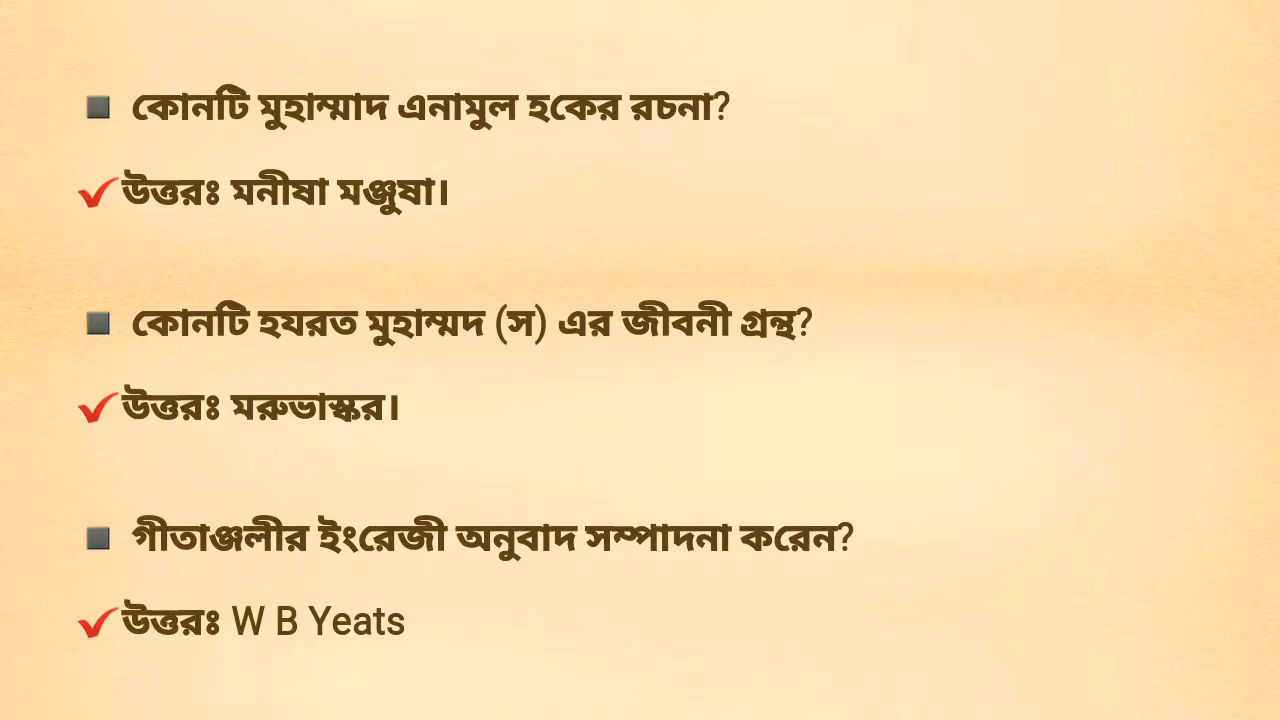 ◾ কোনটি মুহাম্মাদ এনামুল হকের রচনা?
✔উত্তরঃ মনীষা মঞ্জুষা।
◾ কোনটি হযরত মুহাম্মদ (স) এর জীবনী গ্রন্থ?
✔উত্তরঃ মরুভাস্কর।
◾ গীতাঞ্জলীর ইংরেজী অনুবাদ সম্পাদনা করেন?
✔উত্তরঃ W B Yeats